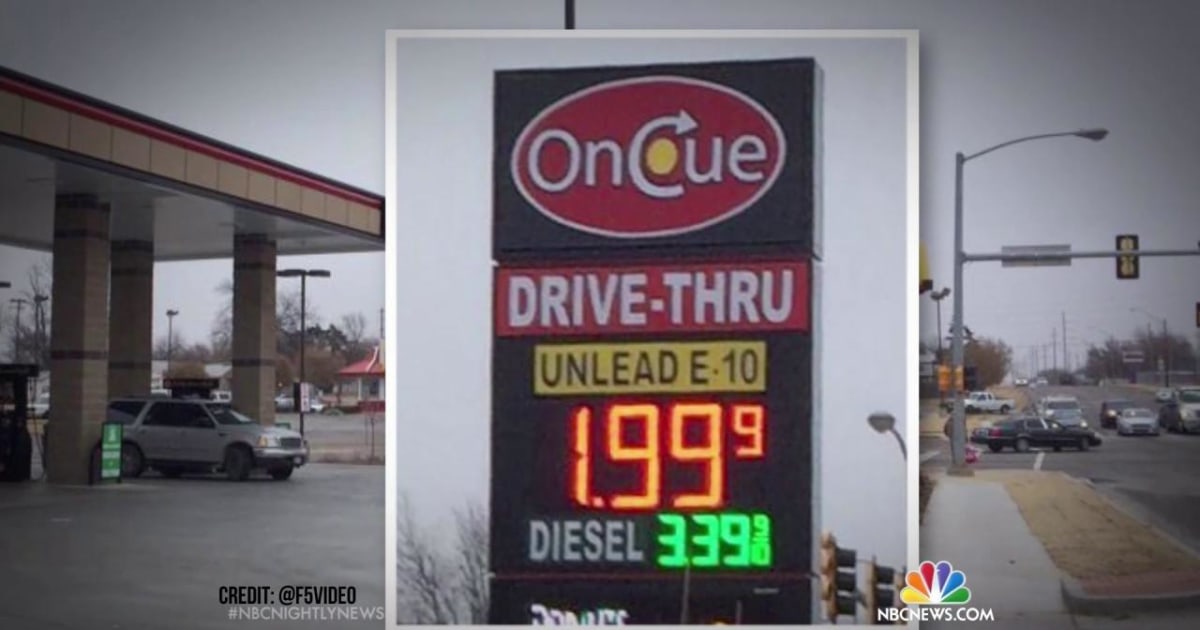 OnCue
DRIVE-THRU
UNLEAD E-10
1.99 9
DIESEL 3.39 9/10
CREDIT: @F5VIDEO
#NBCNIGHTLYNEWS
NBCNEWS.COM